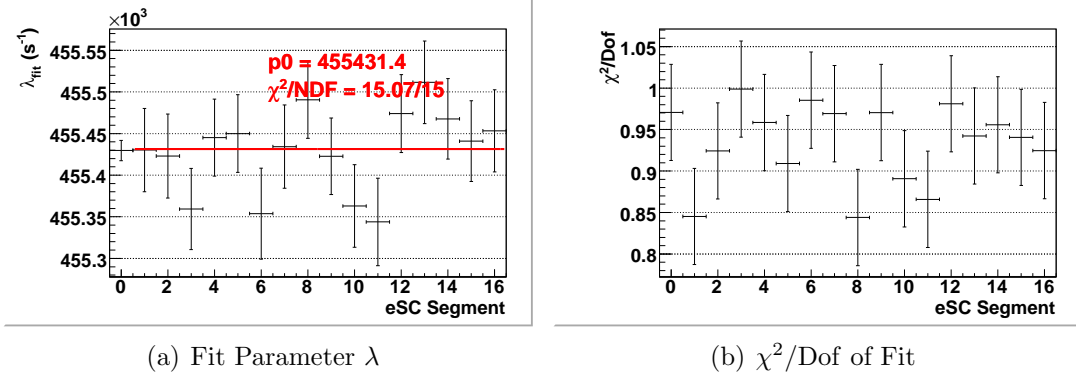 ×10³
λfit (s⁻¹)
455.55
455.5
455.45
455.4
455.35
455.3
p0 = 455431.4
χ²/NDF = 15.07/15
0 2 4 6 8 10 12 14 16
eSC Segment
(a) Fit Parameter λ
χ²/Dof
1.05
1
0.95
0.9
0.85
0.8
0 2 4 6 8 10 12 14 16
eSC Segment
(b) χ²/Dof of Fit